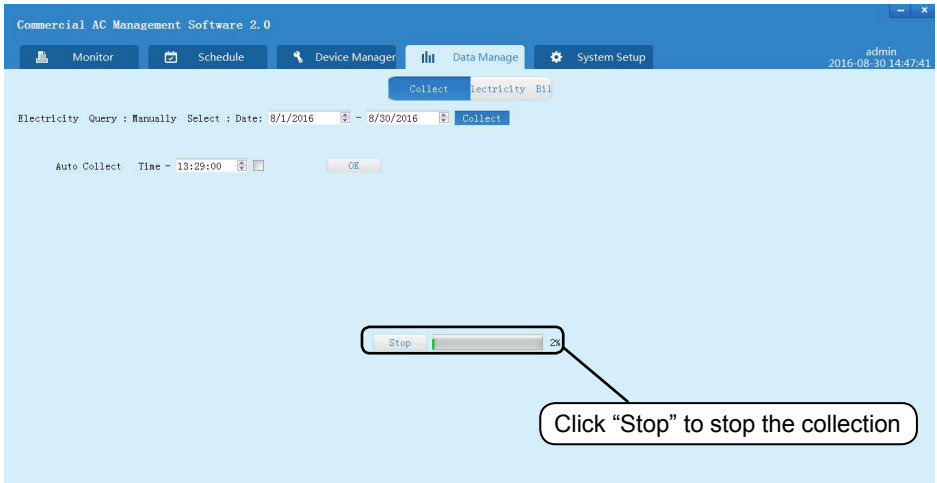 Commercial AC Management Software 2.0
Monitor Schedule Device Manager Data Manage System Setup admin
2016-08-30 14:47:41
Collect lectricity Bil
Electricity Query : Manually Select : Date: 8/1/2016 - 8/30/2016 Collect
Auto Collect Time - 13:29:00 OK
Stop 2%
Click “Stop” to stop the collection